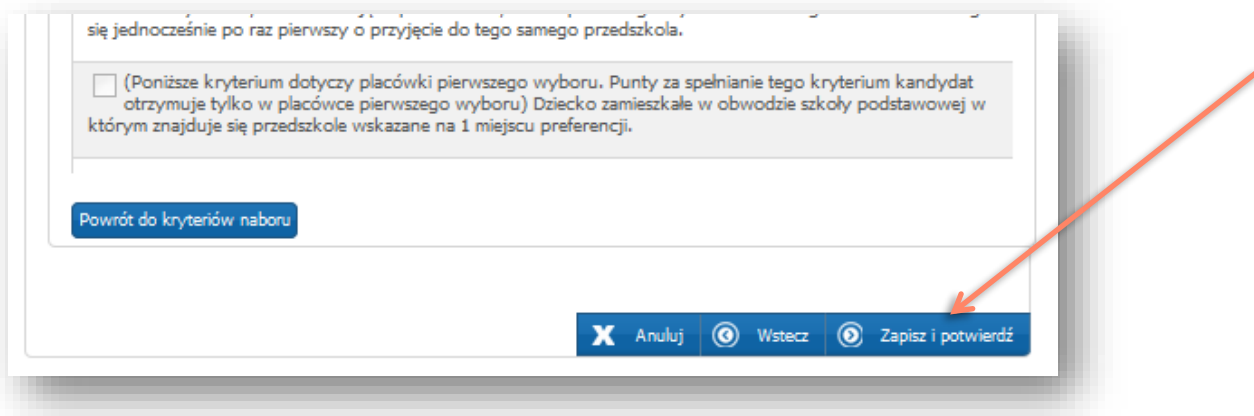 się jednocześnie po raz pierwszy o przyjęcie do tego samego przedszkola.
(Poniższe kryterium dotyczy placówki pierwszego wyboru. Punty za spełnianie tego kryterium kandydat
otrzymuje tylko w placówce pierwszego wyboru) Dziecko zamieszkałe w obwodzie szkoły podstawowej w
którym znajduje się przedszkole wskazane na 1 miejscu preferencji.
Powrót do kryteriów naboru
Anuluj Wstecz Zapisz i potwierdź